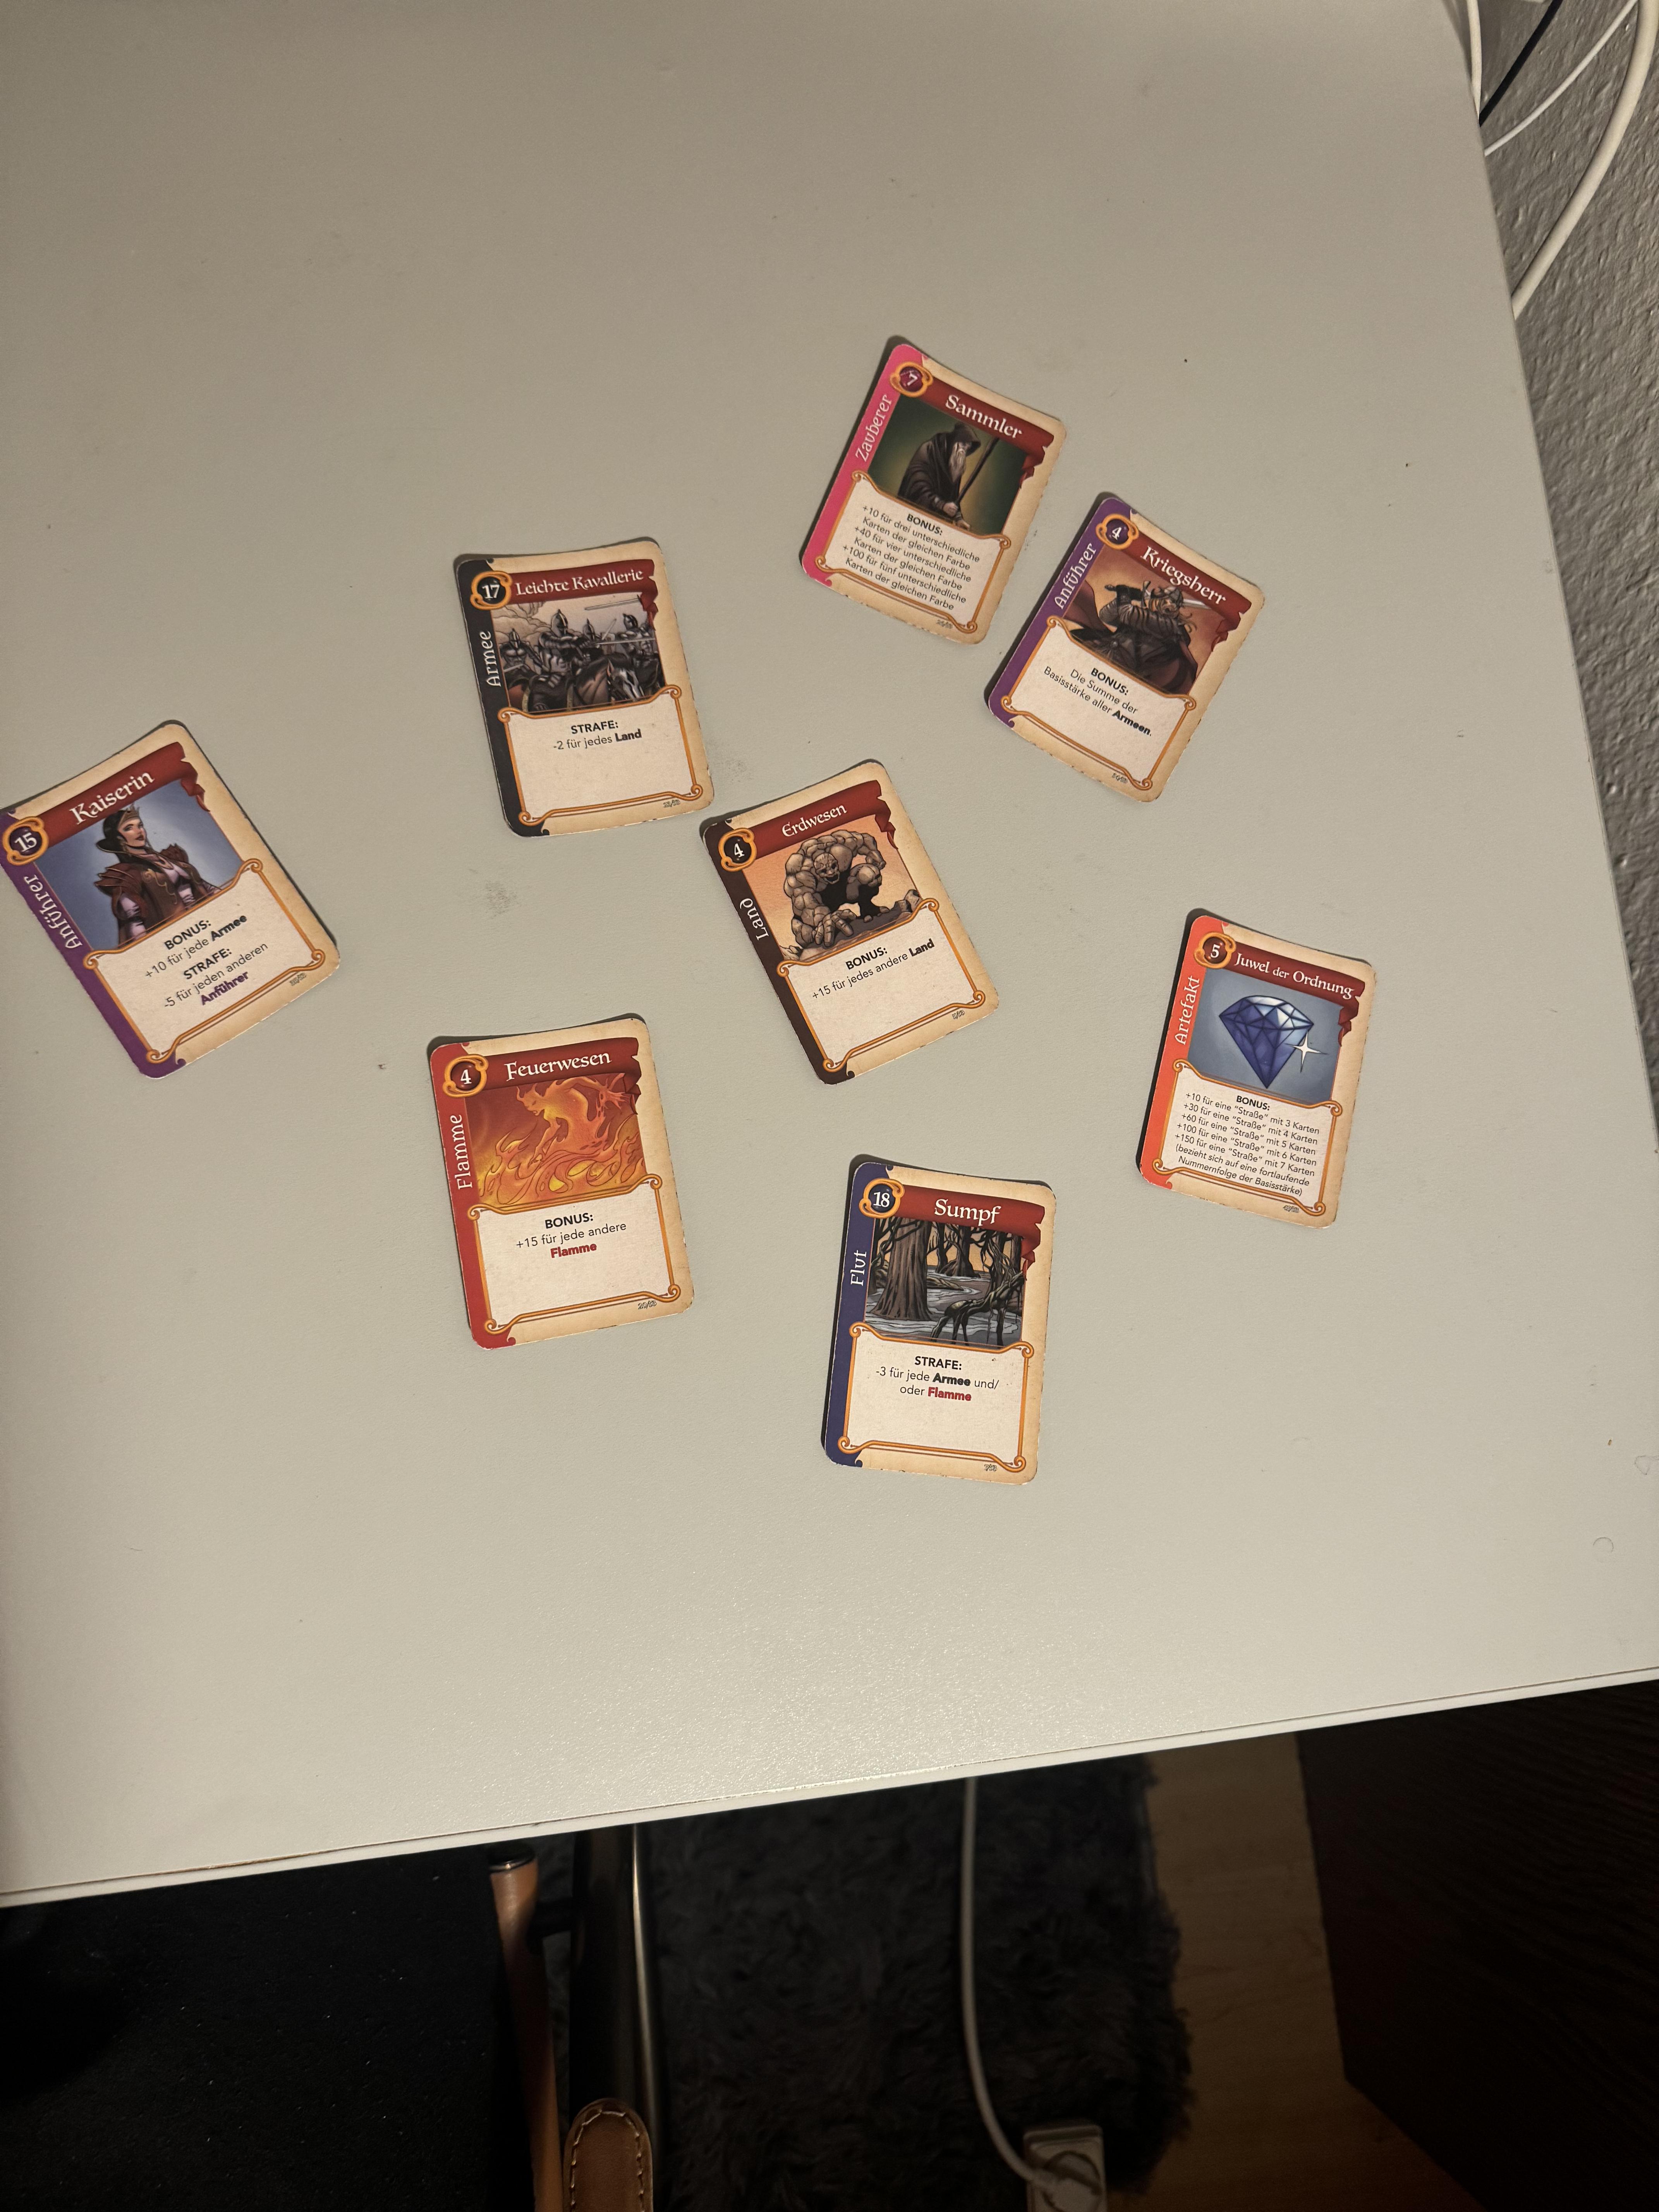 7
Sammler
Zauberer
BONUS:
+10 für drei unterschiedliche
Karten der gleichen Farbe
+40 für vier unterschiedliche
Karten der gleichen Farbe
+100 für fünf unterschiedliche
Karten der gleichen Farbe
4
Kriegsherr
Anführer
BONUS:
Die Summe der
Basisstärke aller Armeen.
17
Leichte Kavallerie
Armee
STRAFE:
-2 für jedes Land
15
Kaiserin
Anführer
BONUS:
+10 für jede Armee
STRAFE:
-5 für jeden anderen
Anführer
4
Erdwesen
Land
BONUS:
+15 für jedes andere Land
5
Juwel der Ordnung
Artefakt
BONUS:
+10 für eine "Straße" mit 3 Karten
+30 für eine "Straße" mit 4 Karten
+60 für eine "Straße" mit 5 Karten
+100 für eine "Straße" mit 6 Karten
+150 für eine "Straße" mit 7 Karten
(bezieht sich auf eine fortlaufende
Nummernfolge der Basisstärke)
4
Feuerwesen
Flamme
BONUS:
+15 für jede andere
Flamme
18
Sumpf
Flut
STRAFE:
-3 für jede Armee und/
oder Flamme